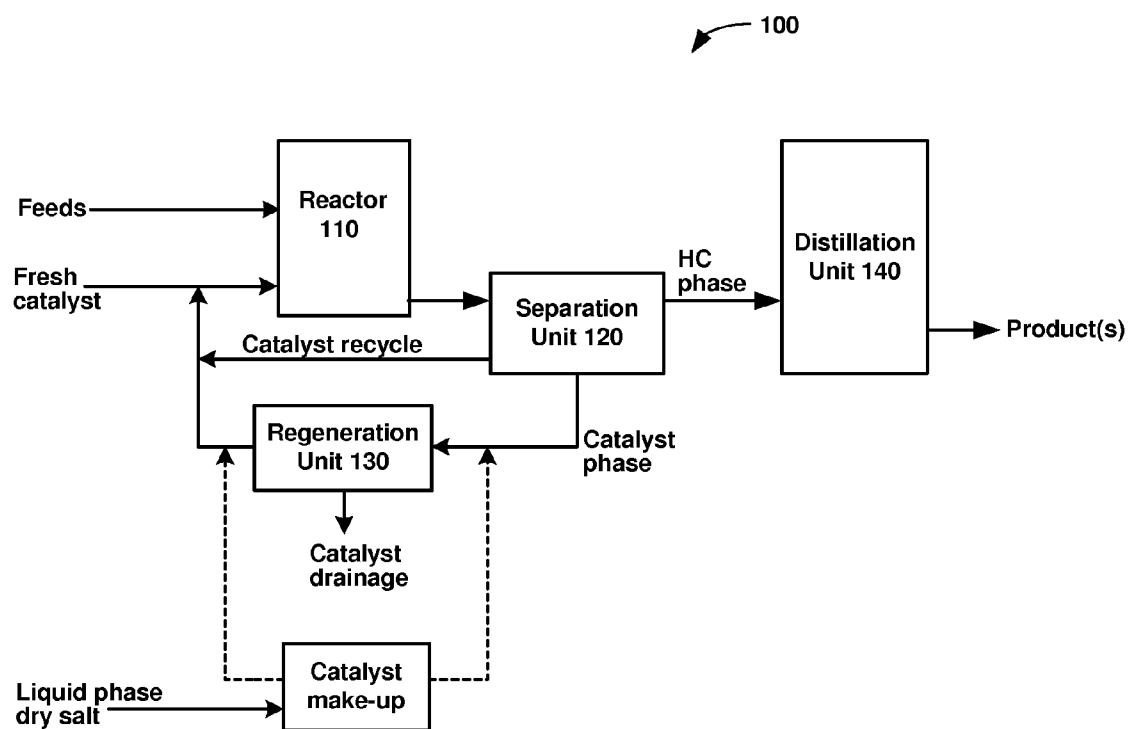 100
Feeds
Reactor
110
Fresh
catalyst
HC
phase
Distillation
Unit 140
Separation
Unit 120
Product(s)
Catalyst recycle
Regeneration
Unit 130
Catalyst
phase
Catalyst
drainage
Catalyst
make-up
Liquid phase
dry salt